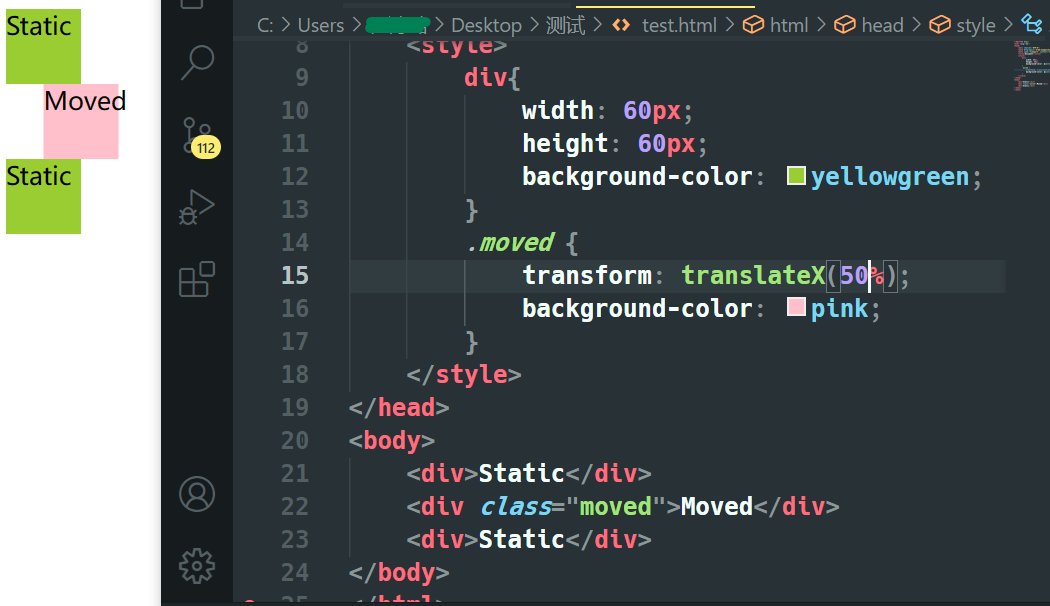 Static
Moved
Static
112
C: > Users > > Desktop > 测试 > <> test.html > html > head > style >
8 <style>
9 div{
10 width: 60px;
11 height: 60px;
12 background-color: yellowgreen;
13 }
14 .moved {
15 transform: translateX(50%);
16 background-color: pink;
17 }
18 </style>
19 </head>
20 <body>
21 <div>Static</div>
22 <div class="moved">Moved</div>
23 <div>Static</div>
24 </body>
25 </html>